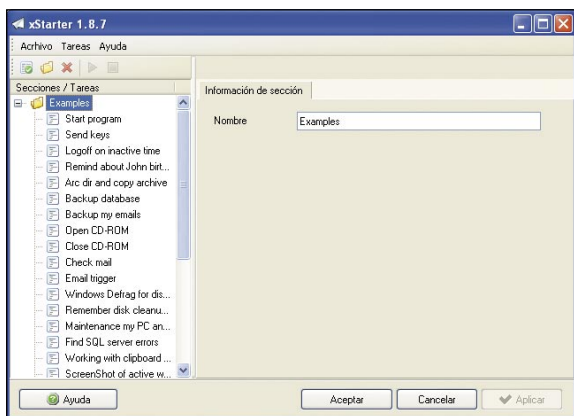 xStarter 1.8.7
Archivo Tareas Ayuda
Secciones / Tareas
Examples
Start program
Send keys
Logoff on inactive time
Remind about John birt...
Arc dir and copy archive
Backup database
Backup my emails
Open CD-ROM
Close CD-ROM
Check mail
Email trigger
Windows Defrag for dis...
Remember disk cleanu...
Maintenance my PC an...
Find SQL server errors
Working with clipboard ...
ScreenShot of active w...
Información de sección
Nombre Examples
Ayuda Aceptar Cancelar Aplicar